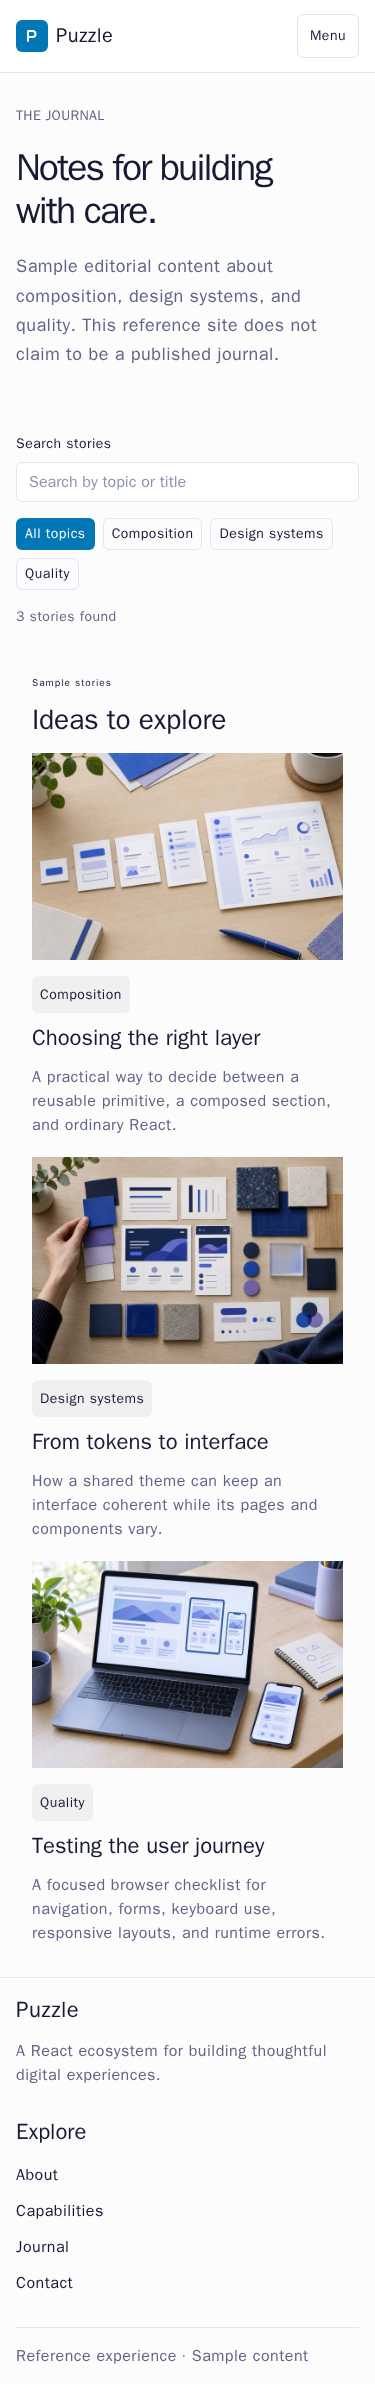 P
Puzzle
Menu
THE JOURNAL
Notes for building
with care.
Sample editorial content about
composition, design systems, and
quality. This reference site does not
claim to be a published journal.
Search stories
Search by topic or title
All topics
Composition
Design systems
Quality
3 stories found
Sample stories
Ideas to explore
Composition
Choosing the right layer
A practical way to decide between a
reusable primitive, a composed section,
and ordinary React.
Design systems
From tokens to interface
How a shared theme can keep an
interface coherent while its pages and
components vary.
Quality
Testing the user journey
A focused browser checklist for
navigation, forms, keyboard use,
responsive layouts, and runtime errors.
Puzzle
A React ecosystem for building thoughtful
digital experiences.
Explore
About
Capabilities
Journal
Contact
Reference experience · Sample content